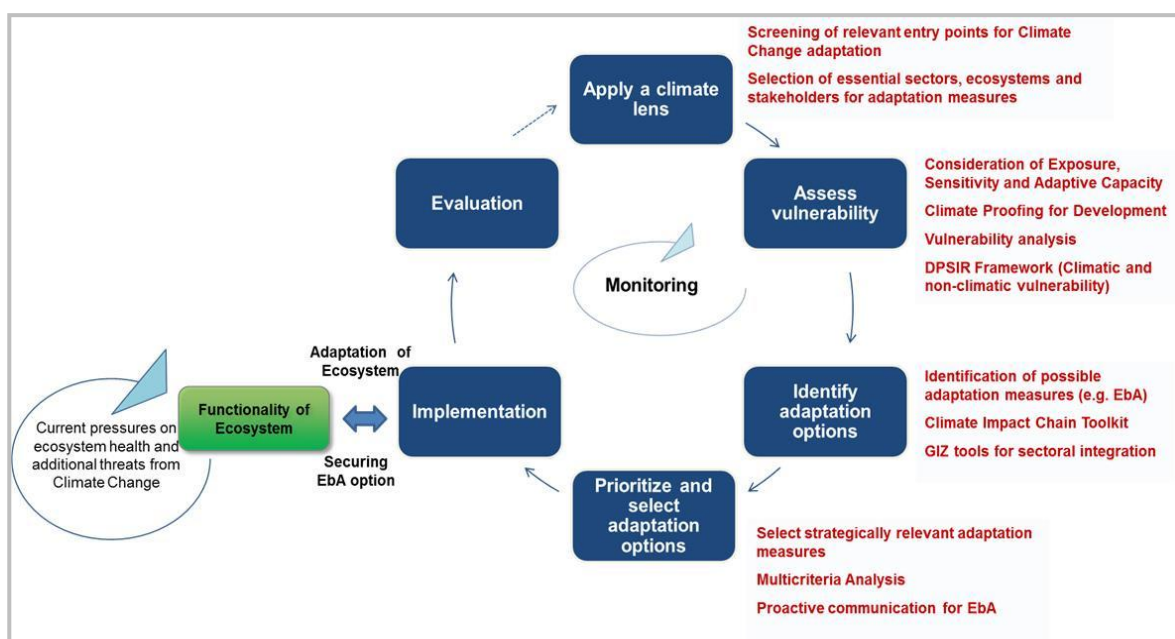 Screening of relevant entry points for Climate
Change adaptation
Selection of essential sectors, ecosystems and
stakeholders for adaptation measures
Apply a climate
lens
Consideration of Exposure,
Sensitivity and Adaptive Capacity
Climate Proofing for Development
Vulnerability analysis
DPSIR Framework (Climatic and
non-climatic vulnerability)
Assess
vulnerability
Evaluation
Monitoring
Identification of possible
adaptation measures (e.g. EbA)
Climate Impact Chain Toolkit
GIZ tools for sectoral integration
Identify
adaptation
options
Adaptation of
Ecosystem
Implementation
Functionality of
Ecosystem
Current pressures on
ecosystem health and
additional threats from
Climate Change
Securing
EbA option
Prioritize and
select
adaptation
options
Select strategically relevant adaptation
measures
Multicriteria Analysis
Proactive communication for EbA